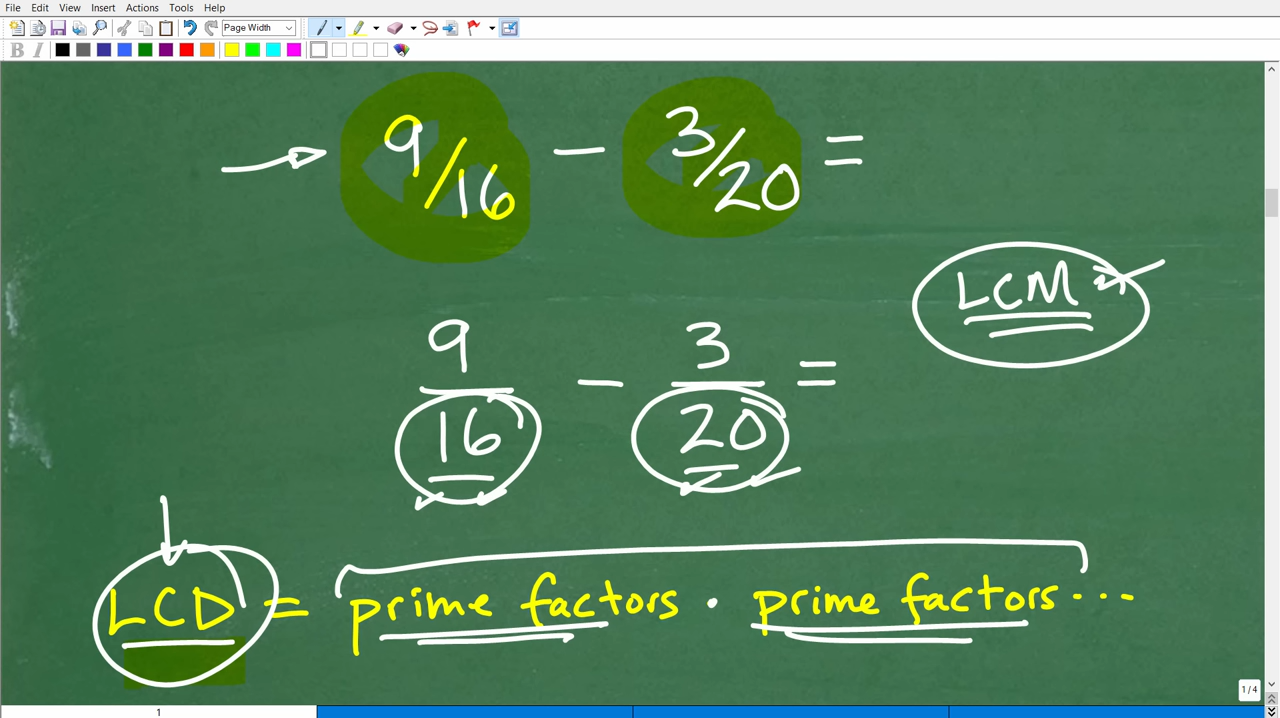 File Edit View Insert Actions Tools Help
Page Width
B I
→ 9/16 - 3/20 =
LCM
9/16 - 3/20 =
LCD = prime factors · prime factors...
1/4
1